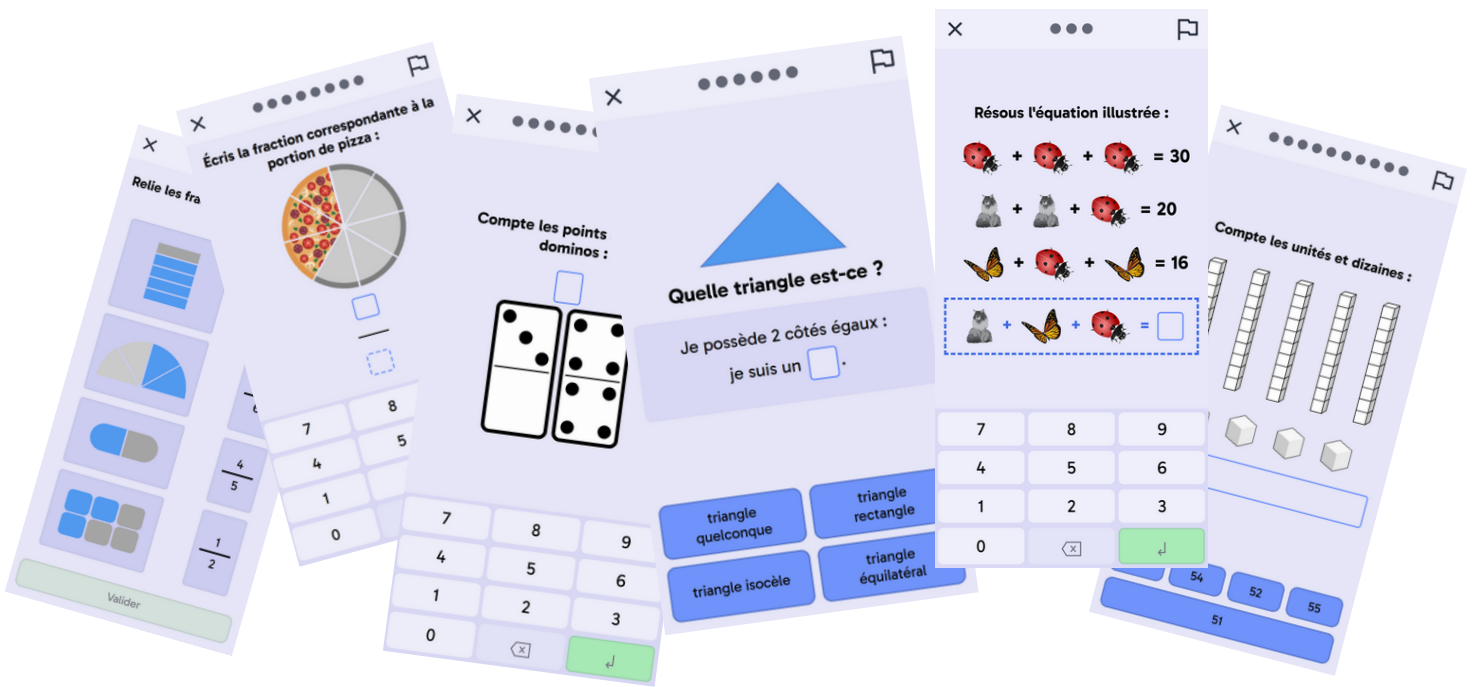 Relie les fra
4
5
1
2
Valider
Écris la fraction correspondante à la
portion de pizza :
7
8
4
5
1
0
Compte les points
dominos :
7
8
9
4
5
6
1
2
3
0
Quelle triangle est-ce ?
Je possède 2 côtés égaux :
je suis un .
triangle
quelconque
triangle
rectangle
triangle isocèle
triangle
équilatéral
Résous l'équation illustrée :
+ + = 30
+ + = 20
+ + = 16
+ + =
7 8 9
4 5 6
1 2 3
0
Compte les unités et dizaines :
54
52
55
51